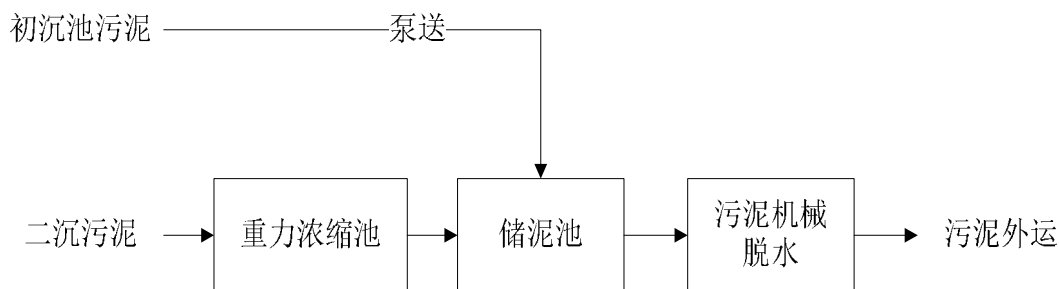 初沉池污泥
泵送
二沉污泥
重力浓缩池
储泥池
污泥机械
脱水
污泥外运